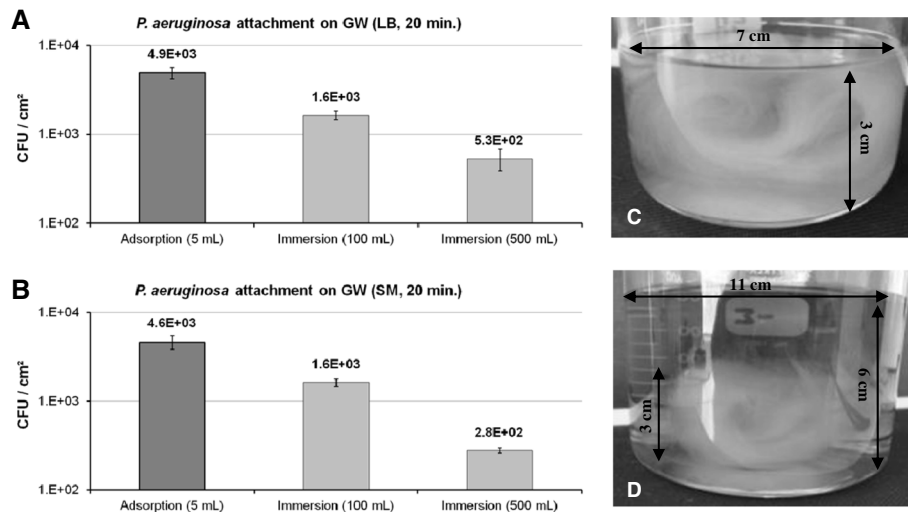 A
P. aeruginosa attachment on GW (LB, 20 min.)
CFU / cm²
1.E+04
1.E+03
1.E+02
4.9E+03
1.6E+03
5.3E+02
Adsorption (5 mL)
Immersion (100 mL)
Immersion (500 mL)
B
P. aeruginosa attachment on GW (SM, 20 min.)
CFU / cm²
1.E+04
1.E+03
1.E+02
4.6E+03
1.6E+03
2.8E+02
Adsorption (5 mL)
Immersion (100 mL)
Immersion (500 mL)
7 cm
3 cm
C
11 cm
6 cm
3 cm
D